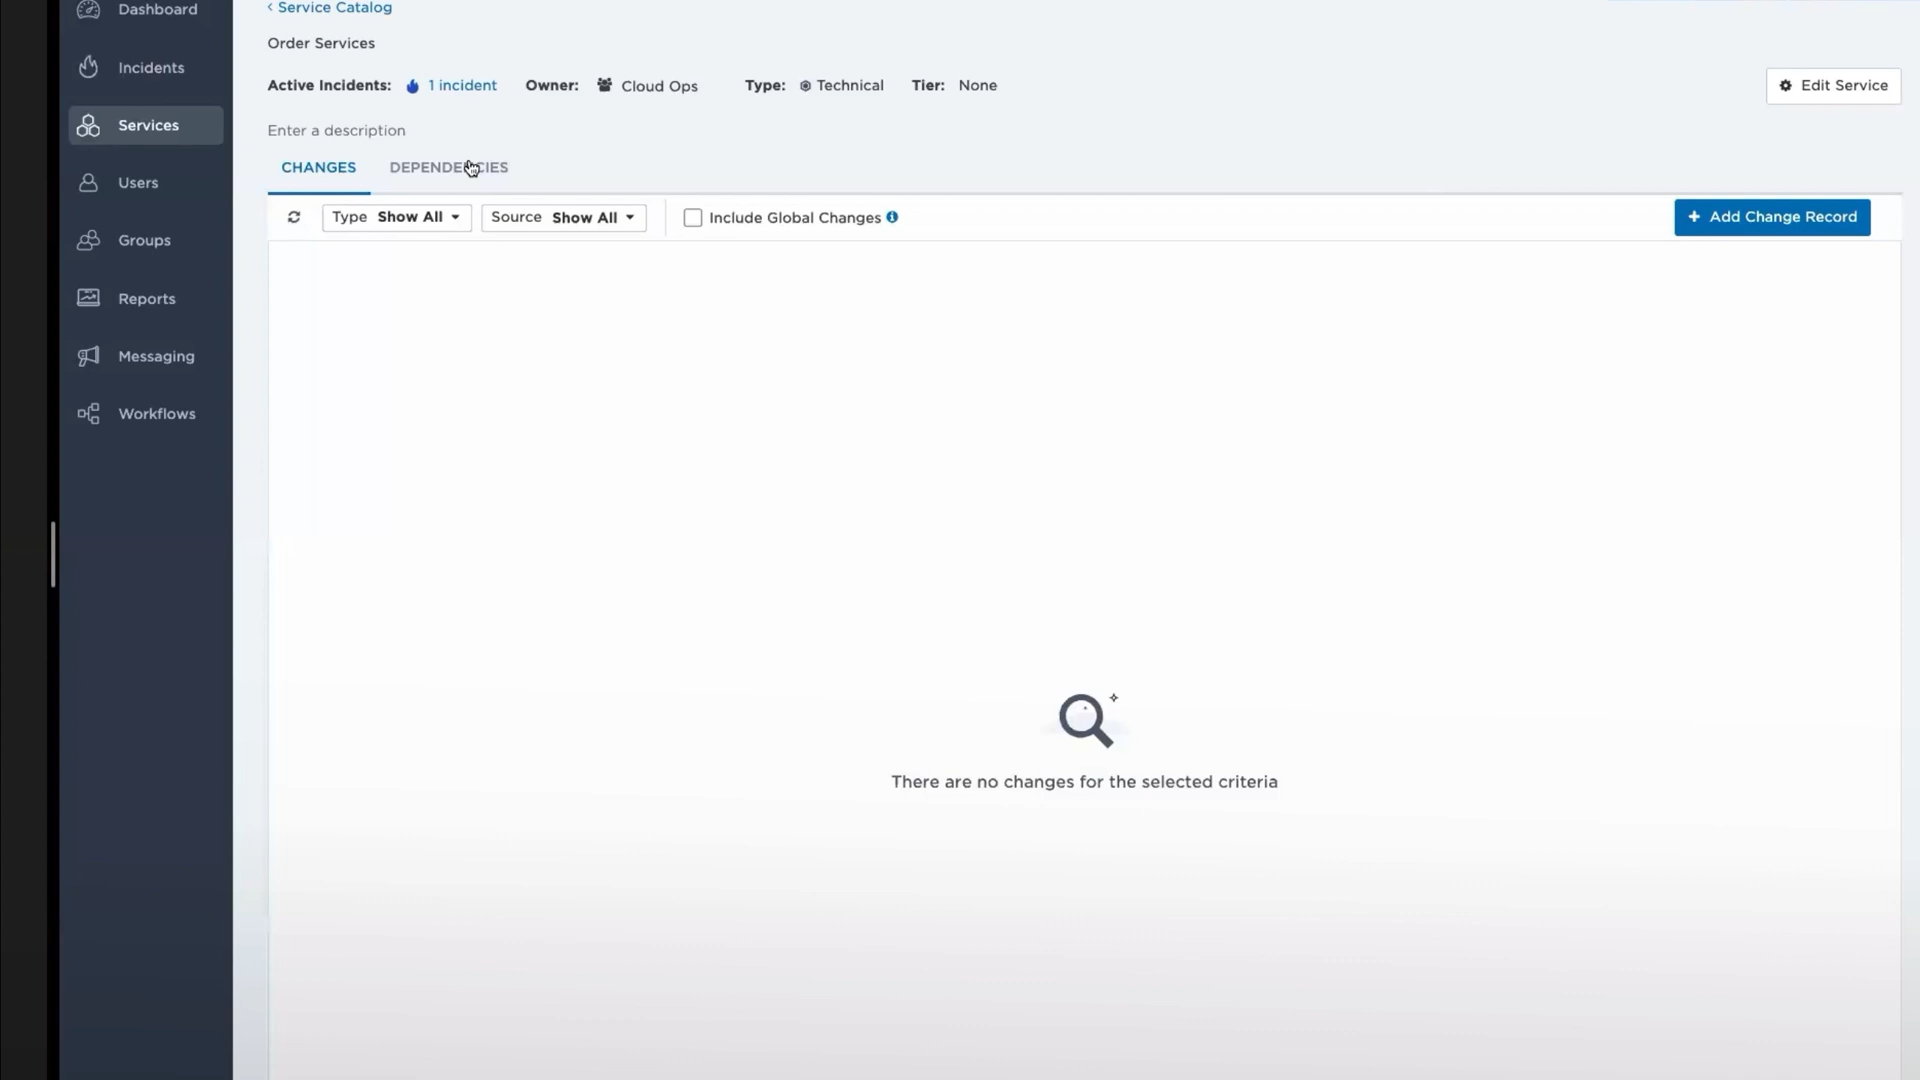 Dashboard
Incidents
Services
Users
Groups
Reports
Messaging
Workflows
‹ Service Catalog
Order Services
Active Incidents: 1 incident Owner: Cloud Ops Type: Technical Tier: None
Edit Service
Enter a description
CHANGES DEPENDENCIES
Type Show All Source Show All Include Global Changes
+ Add Change Record
There are no changes for the selected criteria